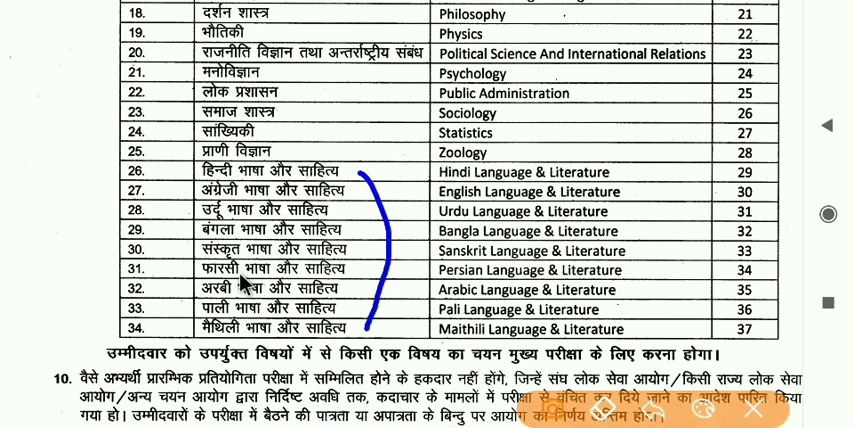 18. दर्शन शास्त्र Philosophy 21
19. भौतिकी Physics 22
20. राजनीति विज्ञान तथा अन्तर्राष्ट्रीय संबंध Political Science And International Relations 23
21. मनोविज्ञान Psychology 24
22. लोक प्रशासन Public Administration 25
23. समाज शास्त्र Sociology 26
24. सांख्यिकी Statistics 27
25. प्राणी विज्ञान Zoology 28
26. हिन्दी भाषा और साहित्य Hindi Language & Literature 29
27. अंग्रेजी भाषा और साहित्य English Language & Literature 30
28. उर्दू भाषा और साहित्य Urdu Language & Literature 31
29. बंगला भाषा और साहित्य Bangla Language & Literature 32
30. संस्कृत भाषा और साहित्य Sanskrit Language & Literature 33
31. फारसी भाषा और साहित्य Persian Language & Literature 34
32. अरबी भाषा और साहित्य Arabic Language & Literature 35
33. पाली भाषा और साहित्य Pali Language & Literature 36
34. मैथिली भाषा और साहित्य Maithili Language & Literature 37
उम्मीदवार को उपर्युक्त विषयों में से किसी एक विषय का चयन मुख्य परीक्षा के लिए करना होगा।
10. वैसे अभ्यर्थी प्रारम्भिक प्रतियोगिता परीक्षा में सम्मिलित होने के हकदार नहीं होंगे, जिन्हें संघ लोक सेवा आयोग/किसी राज्य लोक सेवा
आयोग/अन्य चयन आयोग द्वारा निर्दिष्ट अवधि तक, कदाचार के मामलों में परीक्षा से वंचित कर दिये जाने का आदेश पारित किया
गया हो। उम्मीदवारों के परीक्षा में बैठने की पात्रता या अपात्रता के बिन्दु पर आयोग का निर्णय अन्तिम होगा।